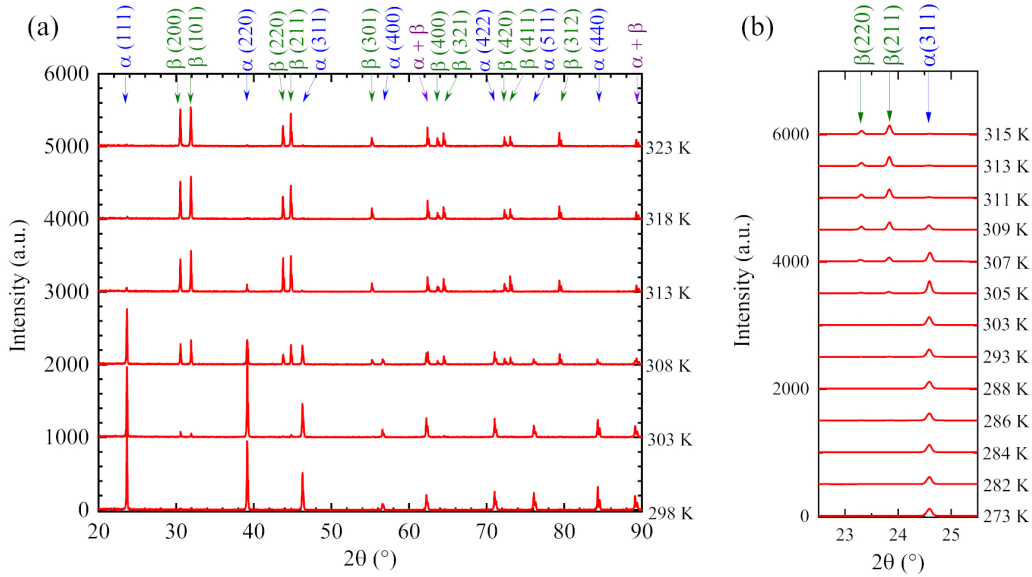 (a)
α (111)
β (200)
β (101)
α (220)
β (220)
β (211)
α (311)
β (301)
α (400)
α + β
β (400)
β (321)
α (422)
β (420)
β (411)
α (511)
β (312)
α (440)
α + β
6000
5000
4000
3000
2000
1000
0
Intensity (a.u.)
323 K
318 K
313 K
308 K
303 K
298 K
20 30 40 50 60 70 80 90
2θ (°)
(b)
β(220)
β(211)
α(311)
6000
4000
2000
0
Intensity (a.u.)
315 K
313 K
311 K
309 K
307 K
305 K
303 K
293 K
288 K
286 K
284 K
282 K
273 K
23 24 25
2θ (°)